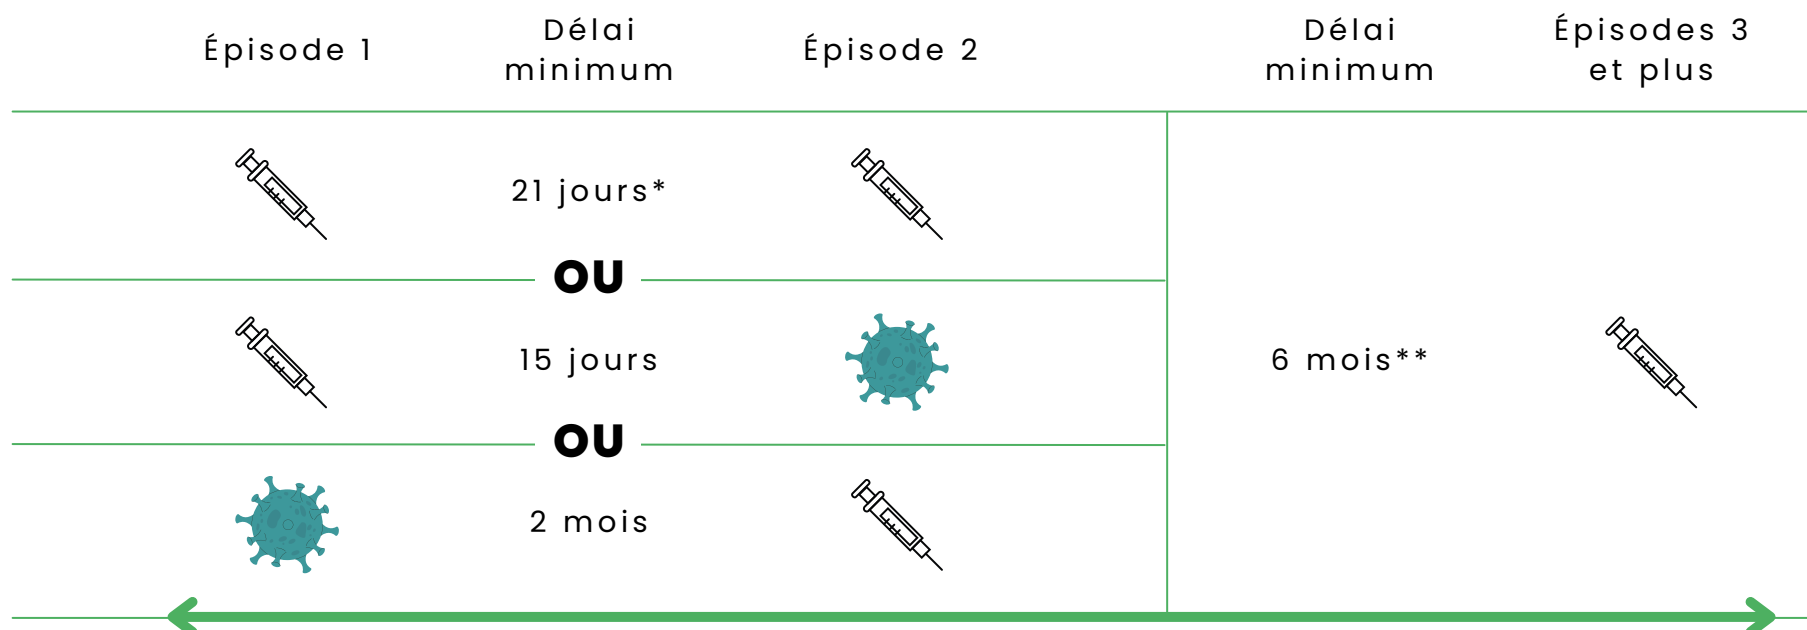 Épisode 1
Délai
minimum
Épisode 2
Délai
minimum
Épisodes 3
et plus
21 jours*
OU
15 jours
6 mois**
OU
2 mois